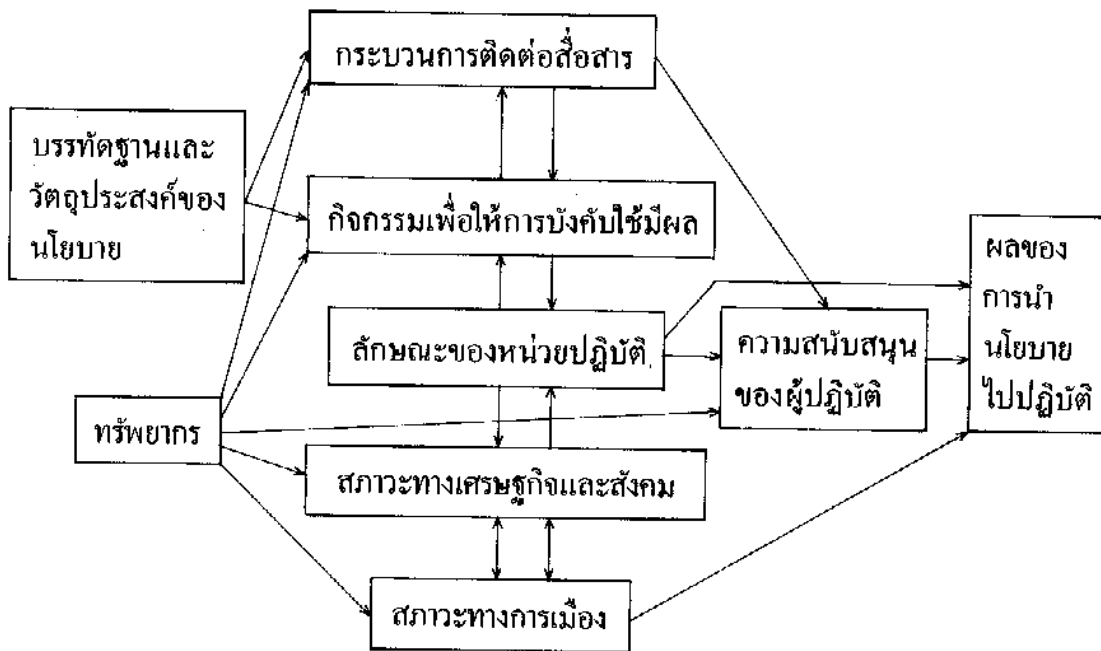 กระบวนการติดต่อสื่อสาร
บรรทัดฐานและ
วัตถุประสงค์ของ
นโยบาย
กิจกรรมเพื่อให้การบังคับใช้มีผล
ผลของ
การนำ
นโยบาย
ไปปฏิบัติ
ลักษณะของหน่วยปฏิบัติ
ความสนับสนุน
ของผู้ปฏิบัติ
ทรัพยากร
สภาวะทางเศรษฐกิจและสังคม
สภาวะทางการเมือง